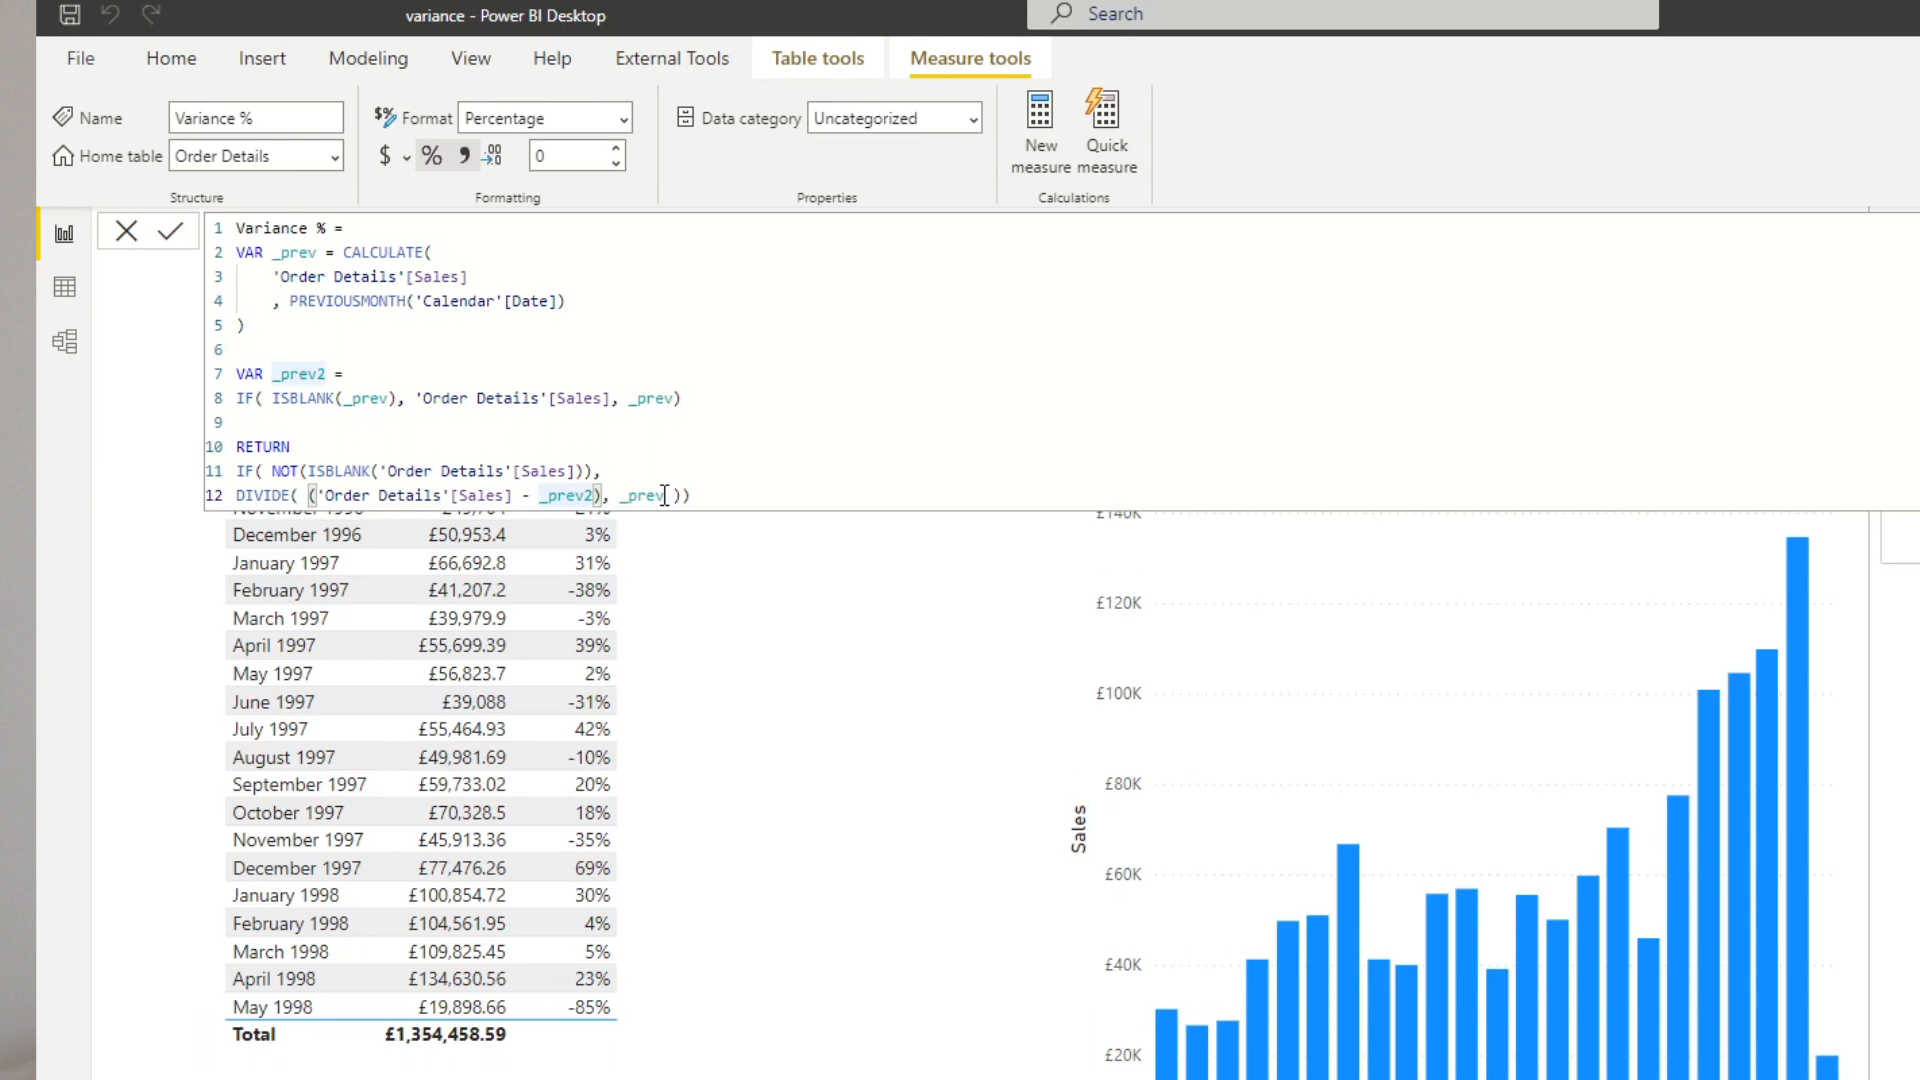 variance - Power BI Desktop
Search
File Home Insert Modeling View Help External Tools Table tools Measure tools
Name Variance %
Format Percentage
Data category Uncategorized
New measure
Quick measure
Home table Order Details
$ % 0
Structure Formatting Properties Calculations
1 Variance % =
2 VAR _prev = CALCULATE(
3 'Order Details'[Sales]
4 , PREVIOUSMONTH('Calendar'[Date])
5 )
6
7 VAR _prev2 =
8 IF( ISBLANK(_prev), 'Order Details'[Sales], _prev)
9
10 RETURN
11 IF( NOT(ISBLANK('Order Details'[Sales])),
12 DIVIDE( ('Order Details'[Sales] - _prev2), _prev ))
December 1996 £50,953.4 3%
January 1997 £66,692.8 31%
February 1997 £41,207.2 -38%
March 1997 £39,979.9 -3%
April 1997 £55,699.39 39%
May 1997 £56,823.7 2%
June 1997 £39,088 -31%
July 1997 £55,464.93 42%
August 1997 £49,981.69 -10%
September 1997 £59,733.02 20%
October 1997 £70,328.5 18%
November 1997 £45,913.36 -35%
December 1997 £77,476.26 69%
January 1998 £100,854.72 30%
February 1998 £104,561.95 4%
March 1998 £109,825.45 5%
April 1998 £134,630.56 23%
May 1998 £19,898.66 -85%
Total £1,354,458.59
£140K
£120K
£100K
£80K
£60K
£40K
£20K
Sales